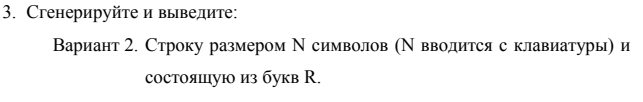 3. Сгенерируйте и выведите:
Вариант 2. Строку размером N символов (N вводится с клавиатуры) и
состоящую из букв R.